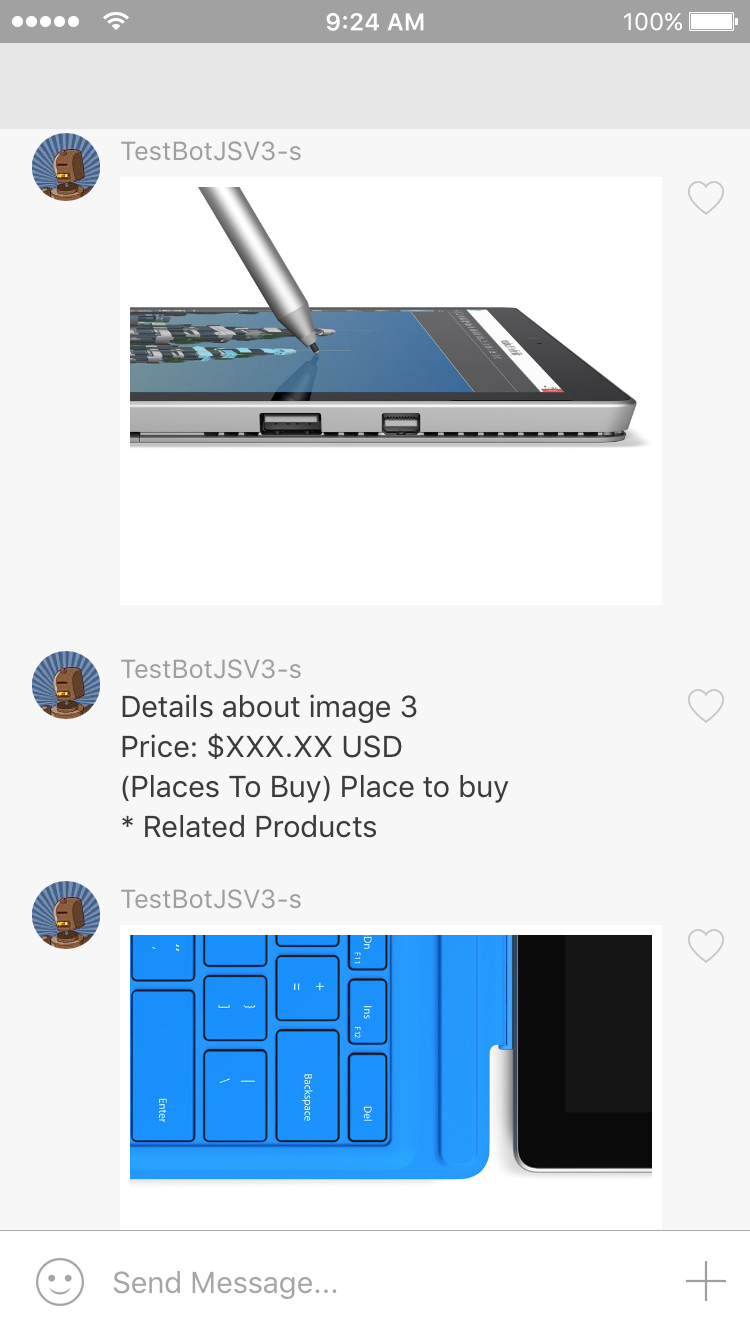 9:24 AM
100%
TestBotJSV3-s
TestBotJSV3-s
Details about image 3
Price: $XXX.XX USD
(Places To Buy) Place to buy
* Related Products
TestBotJSV3-s
Dn
F11
, "
] }
= +
Ins
F12
Enter
\ |
Backspace
Del
Send Message...